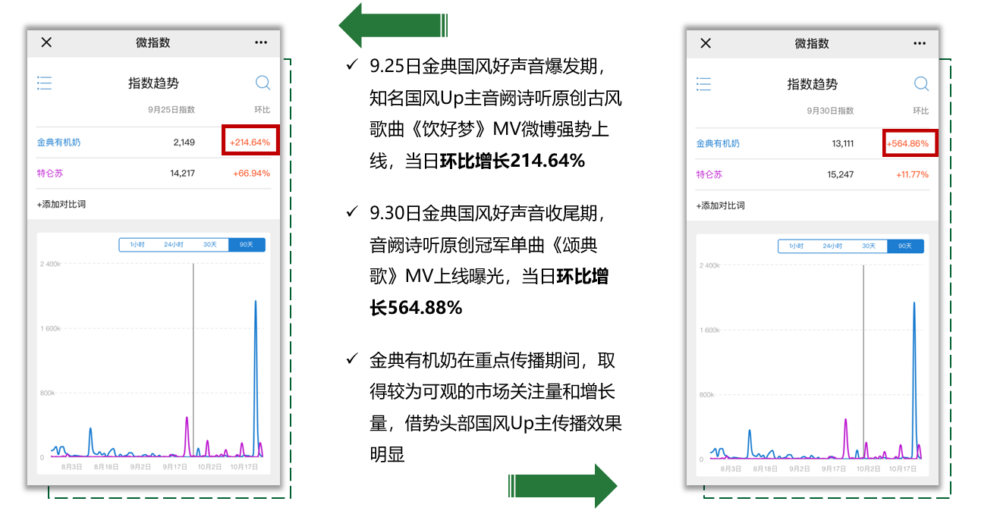 微指数
指数趋势
9月25日指数 环比
金典有机奶 2,149 +214.64%
特仑苏 14,217 +66.94%
+添加对比词
1小时 24小时 30天 90天
2 400k
1 600k
800k
0
8月3日 8月18日 9月2日 9月17日 10月2日 10月17日
9.25日金典国风好声音爆发期，
知名国风Up主音阙诗听原创古风
歌曲《饮好梦》MV微博强势上
线，当日环比增长214.64%
9.30日金典国风好声音收尾期，
音阙诗听原创冠军单曲《颂典
歌》MV上线曝光，当日环比增
长564.88%
金典有机奶在重点传播期间，取
得较为可观的市场关注量和增长
量，借势头部国风Up主传播效果
明显
微指数
指数趋势
9月30日指数 环比
金典有机奶 13,111 +564.86%
特仑苏 15,247 +11.77%
+添加对比词
1小时 24小时 30天 90天
2 400k
1 600k
800k
0
8月3日 8月18日 9月2日 9月17日 10月2日 10月17日